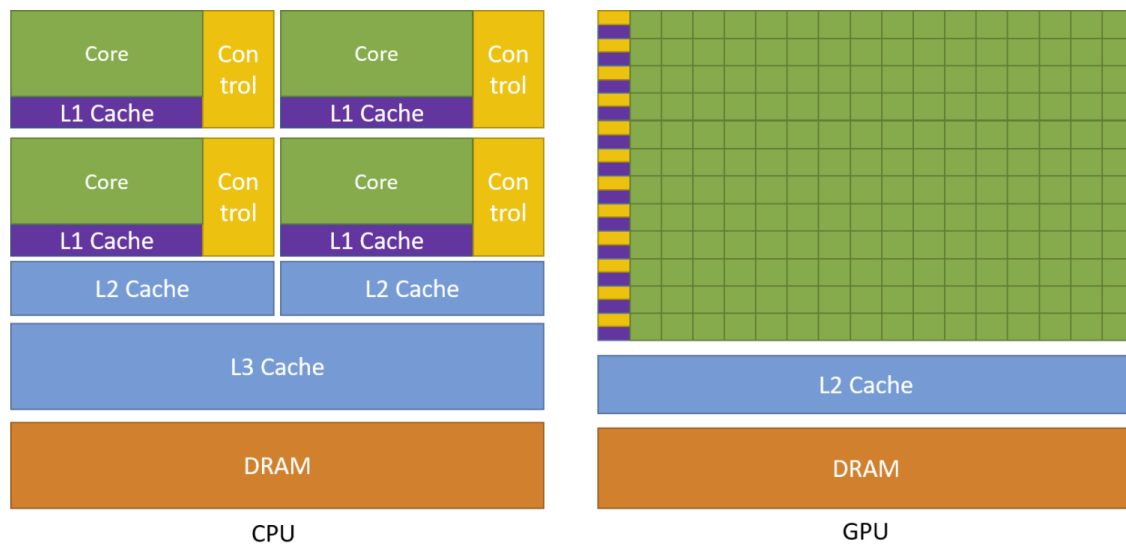 Core
Con
trol
L1 Cache
Core
Con
trol
L1 Cache
Core
Con
trol
L1 Cache
Core
Con
trol
L1 Cache
L2 Cache
L2 Cache
L3 Cache
DRAM
CPU
L2 Cache
DRAM
GPU